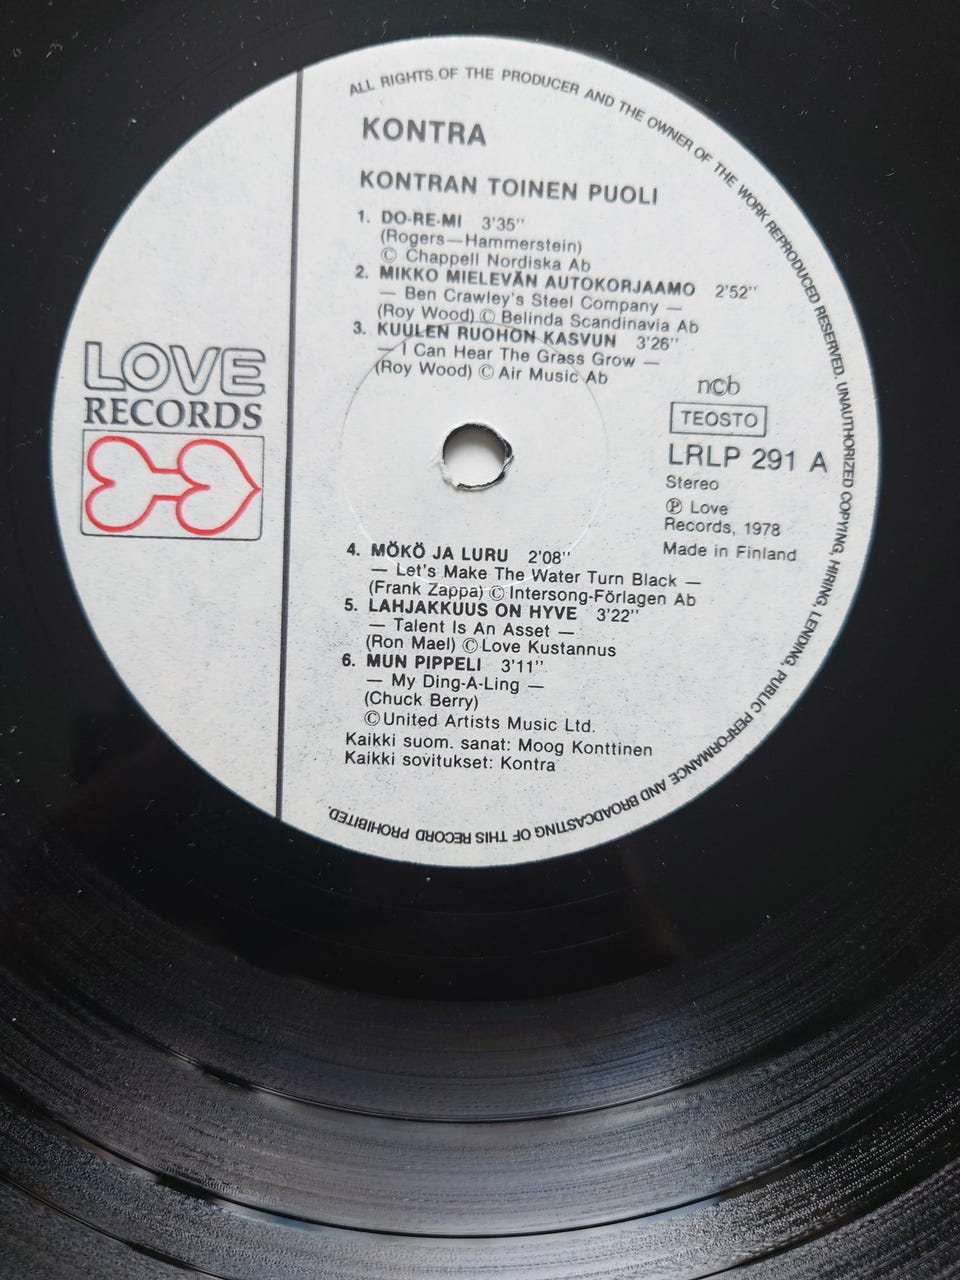 ALL RIGHTS OF THE PRODUCER AND THE OWNER OF THE WORK REPRODUCED RESERVED. UNAUTHORIZED COPYING, HIRING, LENDING, PUBLIC PERFORMANCE AND BROADCASTING OF THIS RECORD PROHIBITED.
KONTRA
KONTRAN TOINEN PUOLI
1. DO-RE-MI 3'35''
(Rogers—Hammerstein)
© Chappell Nordiska Ab
2. MIKKO MIELEVÄN AUTOKORJAAMO 2'52''
— Ben Crawley's Steel Company —
(Roy Wood) © Belinda Scandinavia Ab
3. KUULEN RUOHON KASVUN 3'26''
— I Can Hear The Grass Grow —
(Roy Wood) © Air Music Ab
LOVE
RECORDS
ncb
TEOSTO
LRLP 291 A
Stereo
℗ Love
Records, 1978
Made in Finland
4. MÖKÖ JA LURU 2'08''
— Let's Make The Water Turn Black —
(Frank Zappa) © Intersong-Förlagen Ab
5. LAHJAKKUUS ON HYVE 3'22''
— Talent Is An Asset —
(Ron Mael) © Love Kustannus
6. MUN PIPPELI 3'11''
— My Ding-A-Ling —
(Chuck Berry)
© United Artists Music Ltd.
Kaikki suom. sanat: Moog Konttinen
Kaikki sovitukset: Kontra